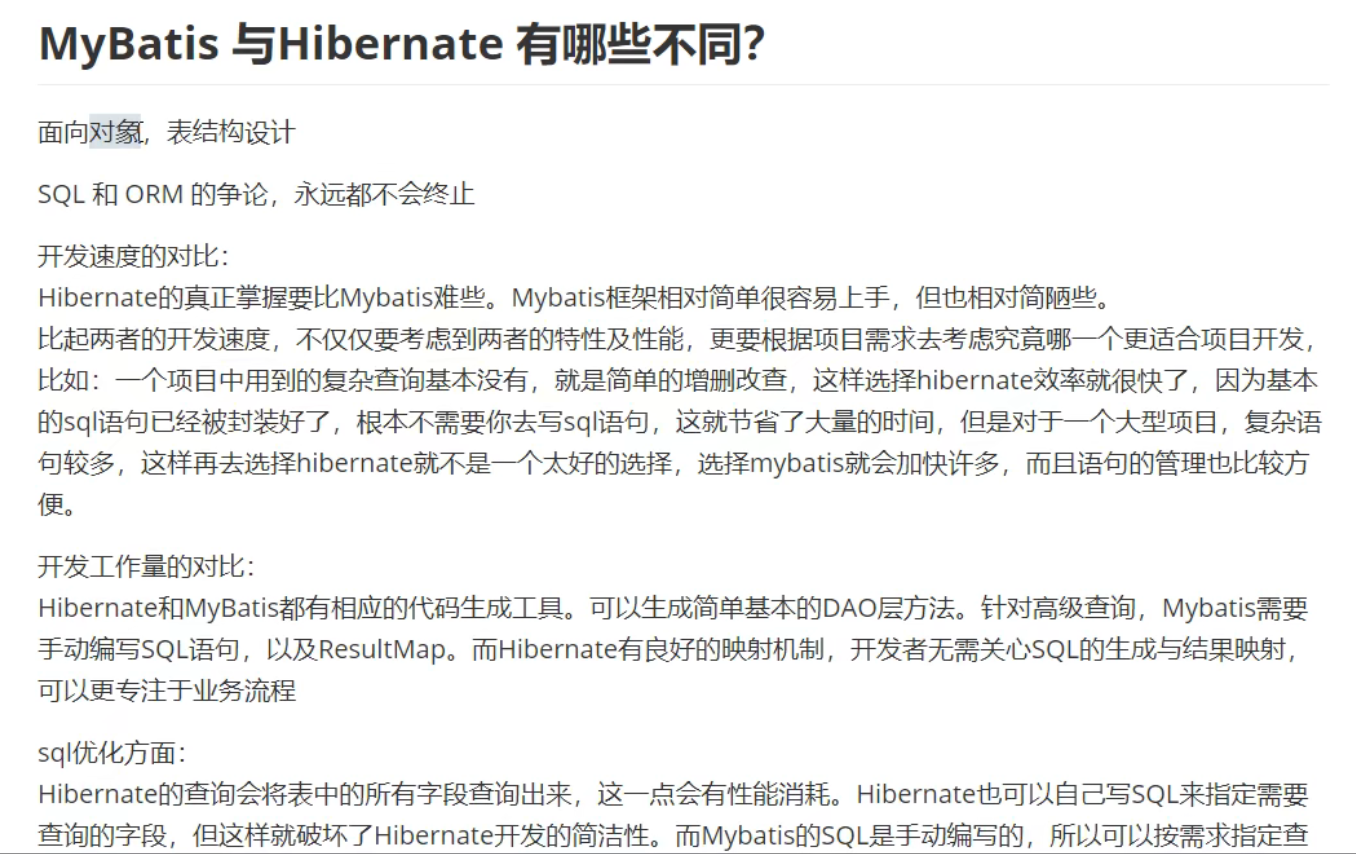 MyBatis 与Hibernate 有哪些不同?
面向对象，表结构设计
SQL 和 ORM 的争论，永远都不会终止
开发速度的对比：
Hibernate的真正掌握要比Mybatis难些。Mybatis框架相对简单很容易上手，但也相对简陋些。
比起两者的开发速度，不仅仅要考虑到两者的特性及性能，更要根据项目需求去考虑究竟哪一个更适合项目开发，
比如：一个项目中用到的复杂查询基本没有，就是简单的增删改查，这样选择hibernate效率就很快了，因为基本
的sql语句已经被封装好了，根本不需要你去写sql语句，这就节省了大量的时间，但是对于一个大型项目，复杂语
句较多，这样再去选择hibernate就不是一个太好的选择，选择mybatis就会加快许多，而且语句的管理也比较方
便。
开发工作量的对比：
Hibernate和MyBatis都有相应的代码生成工具。可以生成简单基本的DAO层方法。针对高级查询，Mybatis需要
手动编写SQL语句，以及ResultMap。而Hibernate有良好的映射机制，开发者无需关心SQL的生成与结果映射，
可以更专注于业务流程
sql优化方面：
Hibernate的查询会将表中的所有字段查询出来，这一点会有性能消耗。Hibernate也可以自己写SQL来指定需要
查询的字段，但这样就破坏了Hibernate开发的简洁性。而Mybatis的SQL是手动编写的，所以可以按需求指定查